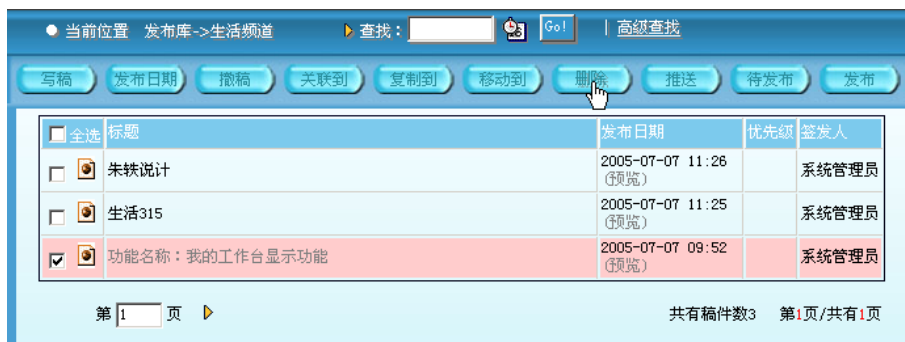 当前位置 发布库->生活频道 查找： Go! | 高级查找
写稿 发布日期 撤稿 关联到 复制到 移动到 删除 推送 待发布 发布
全选 标题 发布日期 优先级 签发人
朱轶说计 2005-07-07 11:26 系统管理员
(预览)
生活315 2005-07-07 11:25 系统管理员
(预览)
功能名称：我的工作台显示功能 2005-07-07 09:52 系统管理员
(预览)
第 1 页 共有稿件数3 第1页/共有1页